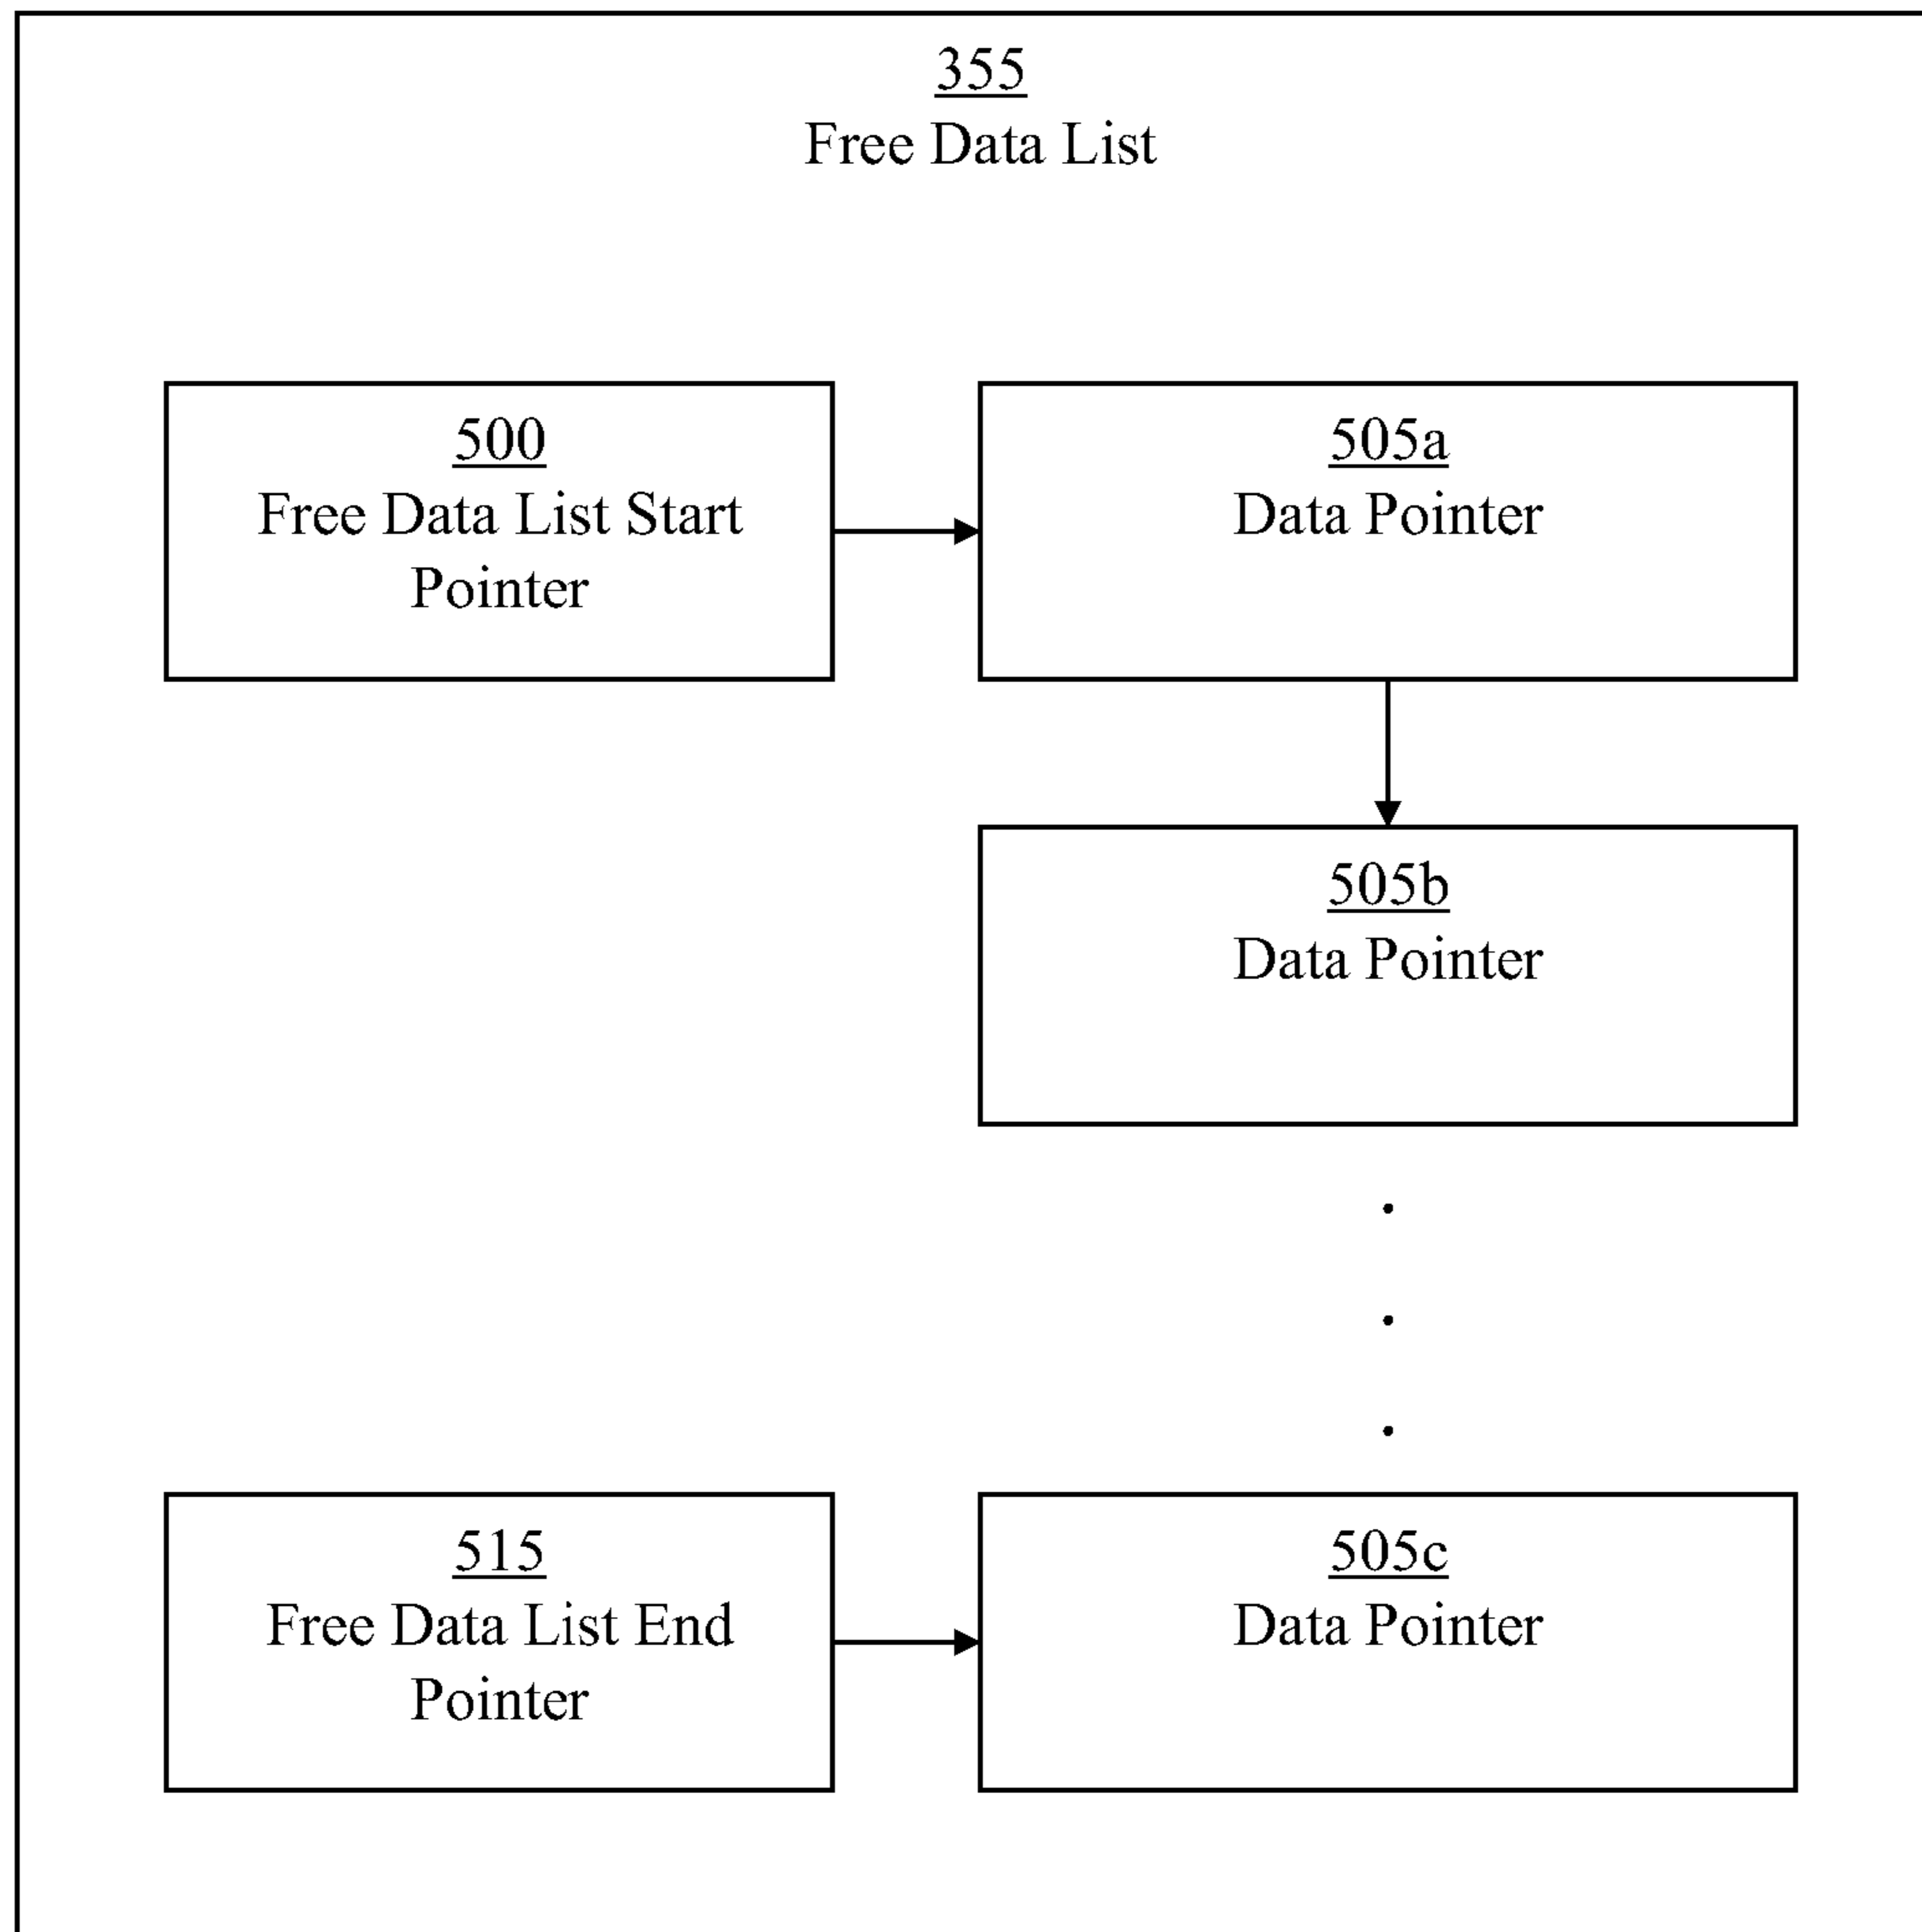 355
Free Data List
500
Free Data List Start
Pointer
505a
Data Pointer
505b
Data Pointer
515
Free Data List End
Pointer
505c
Data Pointer